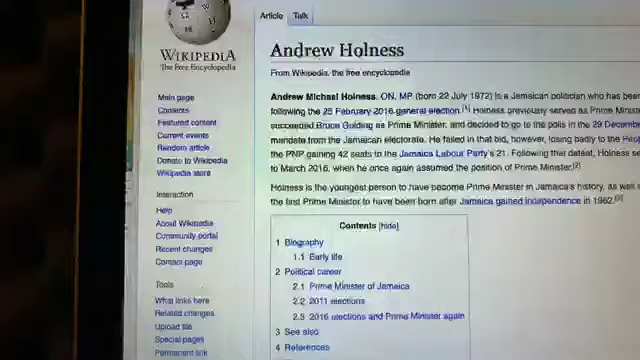 Article Talk
WIKIPEDIA
The Free Encyclopedia
Main page
Contents
Featured content
Current events
Random article
Donate to Wikipedia
Wikipedia store
Interaction
Help
About Wikipedia
Community portal
Recent changes
Contact page
Tools
What links here
Related changes
Upload file
Special pages
Permanent link
Andrew Holness
From Wikipedia, the free encyclopedia
Andrew Michael Holness, ON, MP (born 22 July 1972) is a Jamaican politician who has been
following the 25 February 2016 general election.[1] Holness previously served as Prime
succeeded Bruce Golding as Prime Minister, and decided to go to the polls in the 29
mandate from the Jamaican electorate. He failed in that bid, however, losing badly to the
the PNP gaining 42 seats to the Jamaica Labour Party's 21. Following that defeat, Holness
to March 2016, when he once again assumed the position of Prime Minister.[2]
Holness is the youngest person to have become Prime Minister in Jamaica's history, as well
the first Prime Minister to have been born after Jamaica gained independence in 1962.[3]
Contents [hide]
1 Biography
1.1 Early life
2 Political career
2.1 Prime Minister of Jamaica
2.2 2011 elections
2.3 2016 elections and Prime Minister again
3 See also
4 References